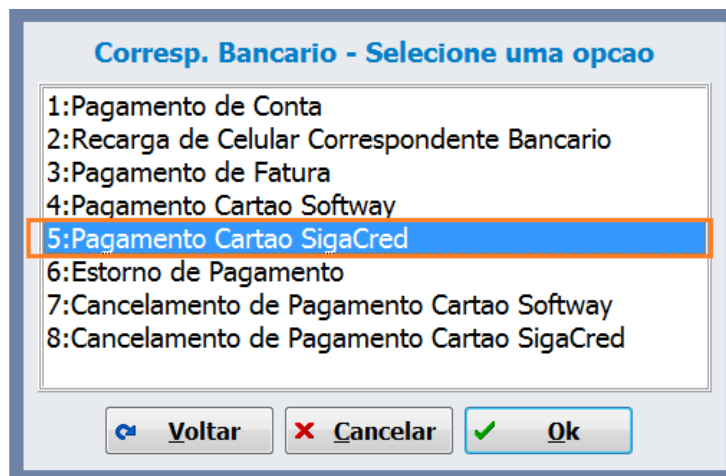 Corresp. Bancario - Selecione uma opcao
1:Pagamento de Conta
2:Recarga de Celular Correspondente Bancario
3:Pagamento de Fatura
4:Pagamento Cartao Softway
5:Pagamento Cartao SigaCred
6:Estorno de Pagamento
7:Cancelamento de Pagamento Cartao Softway
8:Cancelamento de Pagamento Cartao SigaCred
Voltar Cancelar Ok